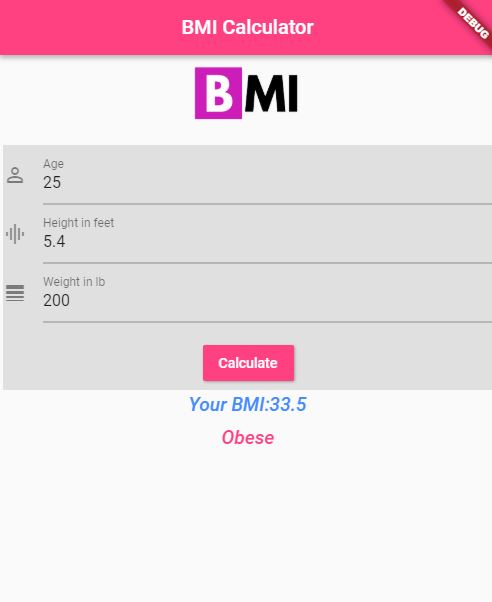 BMI Calculator
DEBUG
BMI
Age
25
Height in feet
5.4
Weight in lb
200
Calculate
Your BMI:33.5
Obese